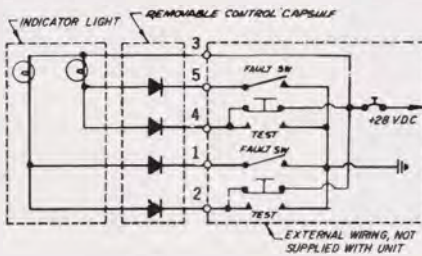 INDICATOR LIGHT
REMOVABLE CONTROL CAPSULE
3
5
FAULT SW
4
TEST
+28 V.D.C
1
FAULT SW
2
TEST
EXTERNAL WIRING, NOT
SUPPLIED WITH UNIT